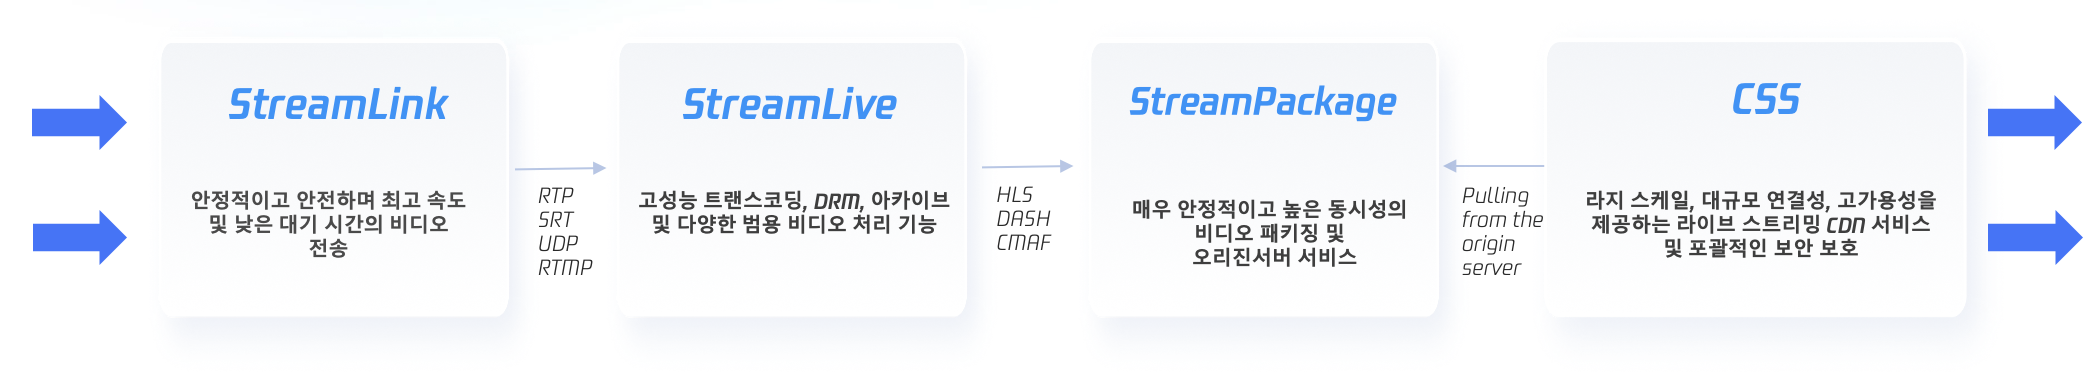 StreamLink
안정적이고 안전하며 최고 속도
및 낮은 대기 시간의 비디오
전송
RTP
SRT
UDP
RTMP
StreamLive
고성능 트랜스코딩, DRM, 아카이브
및 다양한 범용 비디오 처리 기능
HLS
DASH
CMAF
StreamPackage
매우 안정적이고 높은 동시성의
비디오 패키징 및
오리진서버 서비스
Pulling
from the
origin
server
CSS
라지 스케일, 대규모 연결성, 고가용성을
제공하는 라이브 스트리밍 CDN 서비스
및 포괄적인 보안 보호